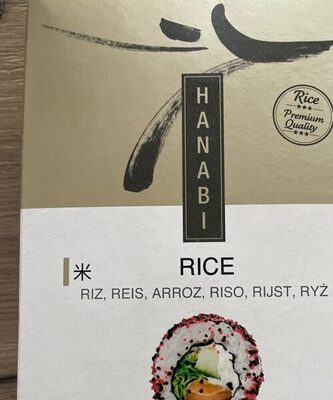 HANABI
Rice
Premium
Quality
米 RICE
RIZ, REIS, ARROZ, RISO, RIJST, RYŻ